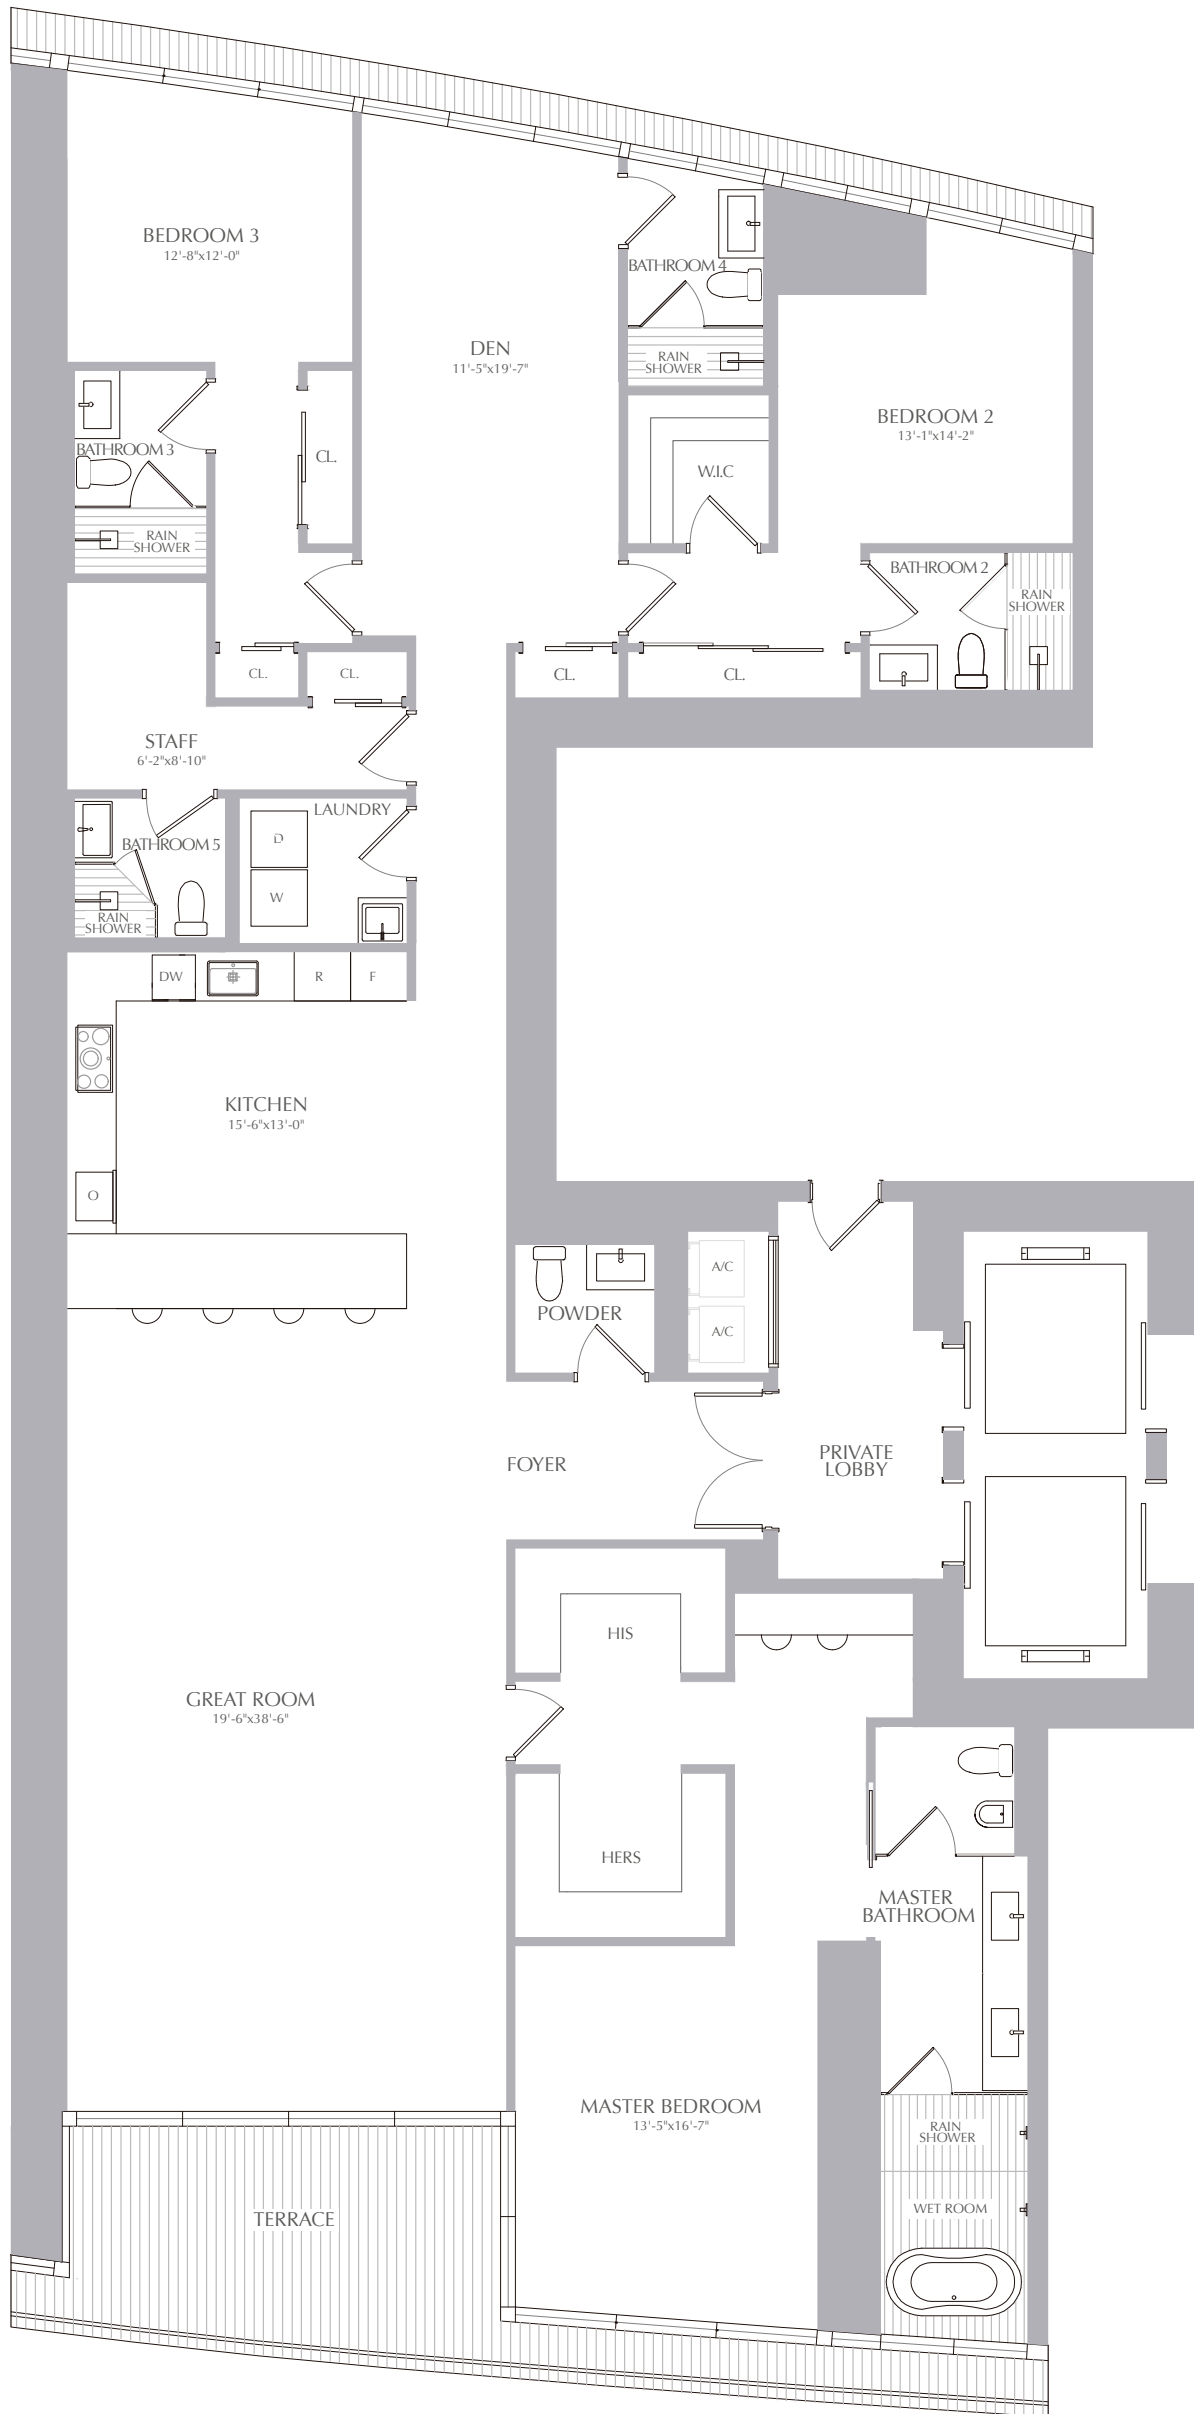 BEDROOM 3
12'-8"x12'-0"
BATHROOM 4
DEN
11'-5"x19'-7"
RAIN
SHOWER
BEDROOM 2
13'-1"x14'-2"
BATHROOM 3
CL.
W.I.C
RAIN
SHOWER
BATHROOM 2
RAIN
SHOWER
CL.
CL.
CL.
CL.
STAFF
6'-2"x8'-10"
LAUNDRY
D
BATHROOM 5
W
RAIN
SHOWER
DW
R
F
KITCHEN
15'-6"x13'-0"
O
A/C
POWDER
A/C
FOYER
PRIVATE
LOBBY
HIS
GREAT ROOM
19'-6"x38'-6"
HERS
MASTER
BATHROOM
MASTER BEDROOM
13'-5"x16'-7"
RAIN
SHOWER
WET ROOM
TERRACE